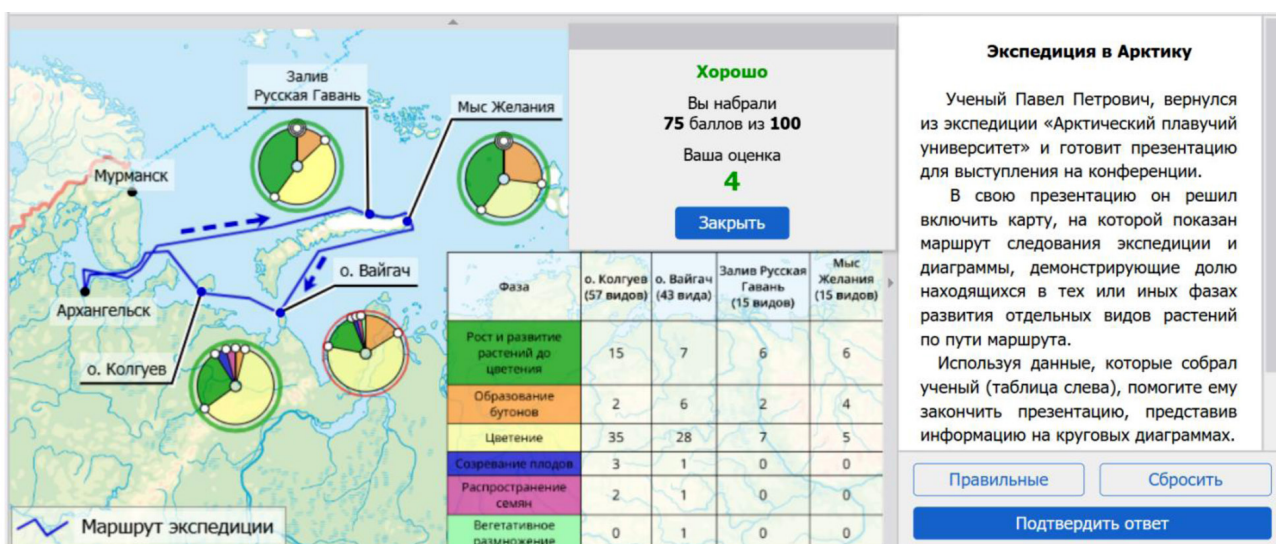 Залив
Русская Гавань
Мыс Желания
Мурманск
Архангельск
о. Вайгач
о. Колгуев
Маршрут экспедиции
Хорошо
Вы набрали
75 баллов из 100
Ваша оценка
4
Закрыть
Фаза
о. Колгуев
(57 видов)
о. Вайгач
(43 вида)
Залив Русская
Гавань
(15 видов)
Мыс
Желания
(15 видов)
Рост и развитие
растений до
цветения
15 7 6 6
Образование
бутонов
2 6 2 4
Цветение 35 28 7 5
Созревание плодов 3 1 0 0
Распространение
семян
2 1 0 0
Вегетативное
размножение
0 1 0 0
Экспедиция в Арктику
Ученый Павел Петрович, вернулся
из экспедиции «Арктический плавучий
университет» и готовит презентацию
для выступления на конференции.
В свою презентацию он решил
включить карту, на которой показан
маршрут следования экспедиции и
диаграммы, демонстрирующие долю
находящихся в тех или иных фазах
развития отдельных видов растений
по пути маршрута.
Используя данные, которые собрал
ученый (таблица слева), помогите ему
закончить презентацию, представив
информацию на круговых диаграммах.
Правильные
Сбросить
Подтвердить ответ